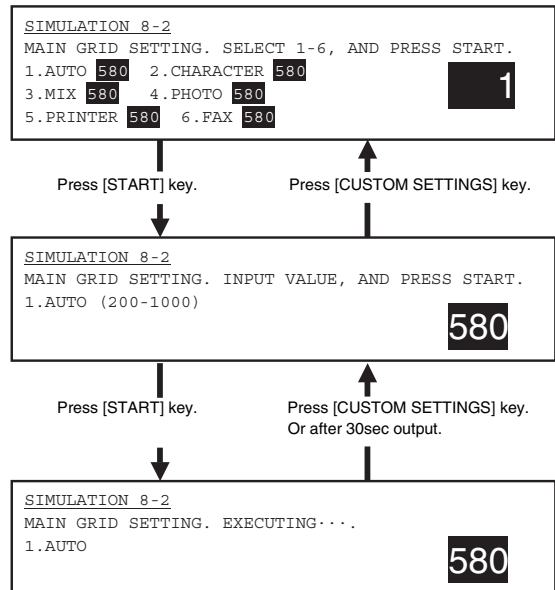 SIMULATION 8-2
MAIN GRID SETTING. SELECT 1-6, AND PRESS START.
1.AUTO 580 2.CHARACTER 580
3.MIX 580 4.PHOTO 580
5.PRINTER 580 6.FAX 580
1
Press [START] key. Press [CUSTOM SETTINGS] key.
SIMULATION 8-2
MAIN GRID SETTING. INPUT VALUE, AND PRESS START.
1.AUTO (200-1000)
580
Press [START] key. Press [CUSTOM SETTINGS] key.
Or after 30sec output.
SIMULATION 8-2
MAIN GRID SETTING. EXECUTING···.
1.AUTO
580